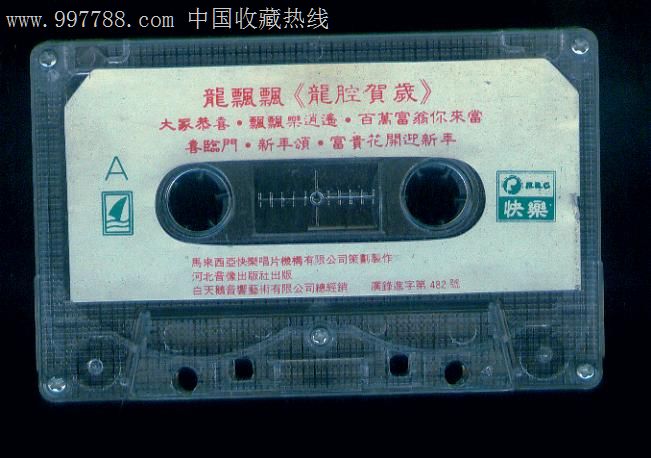 www.997788.com 中国收藏热线
龍飄飄《龍腔賀歲》
大家恭喜·飄飄樂逍遙·百萬富翁你來當
喜臨門·新年頌·富貴花開迎新年
A
快樂
馬來西亞快樂唱片機構有限公司策劃製作
河北音像出版社出版
白天鵝音響藝術有限公司總經銷 廣錄進字第 482 號